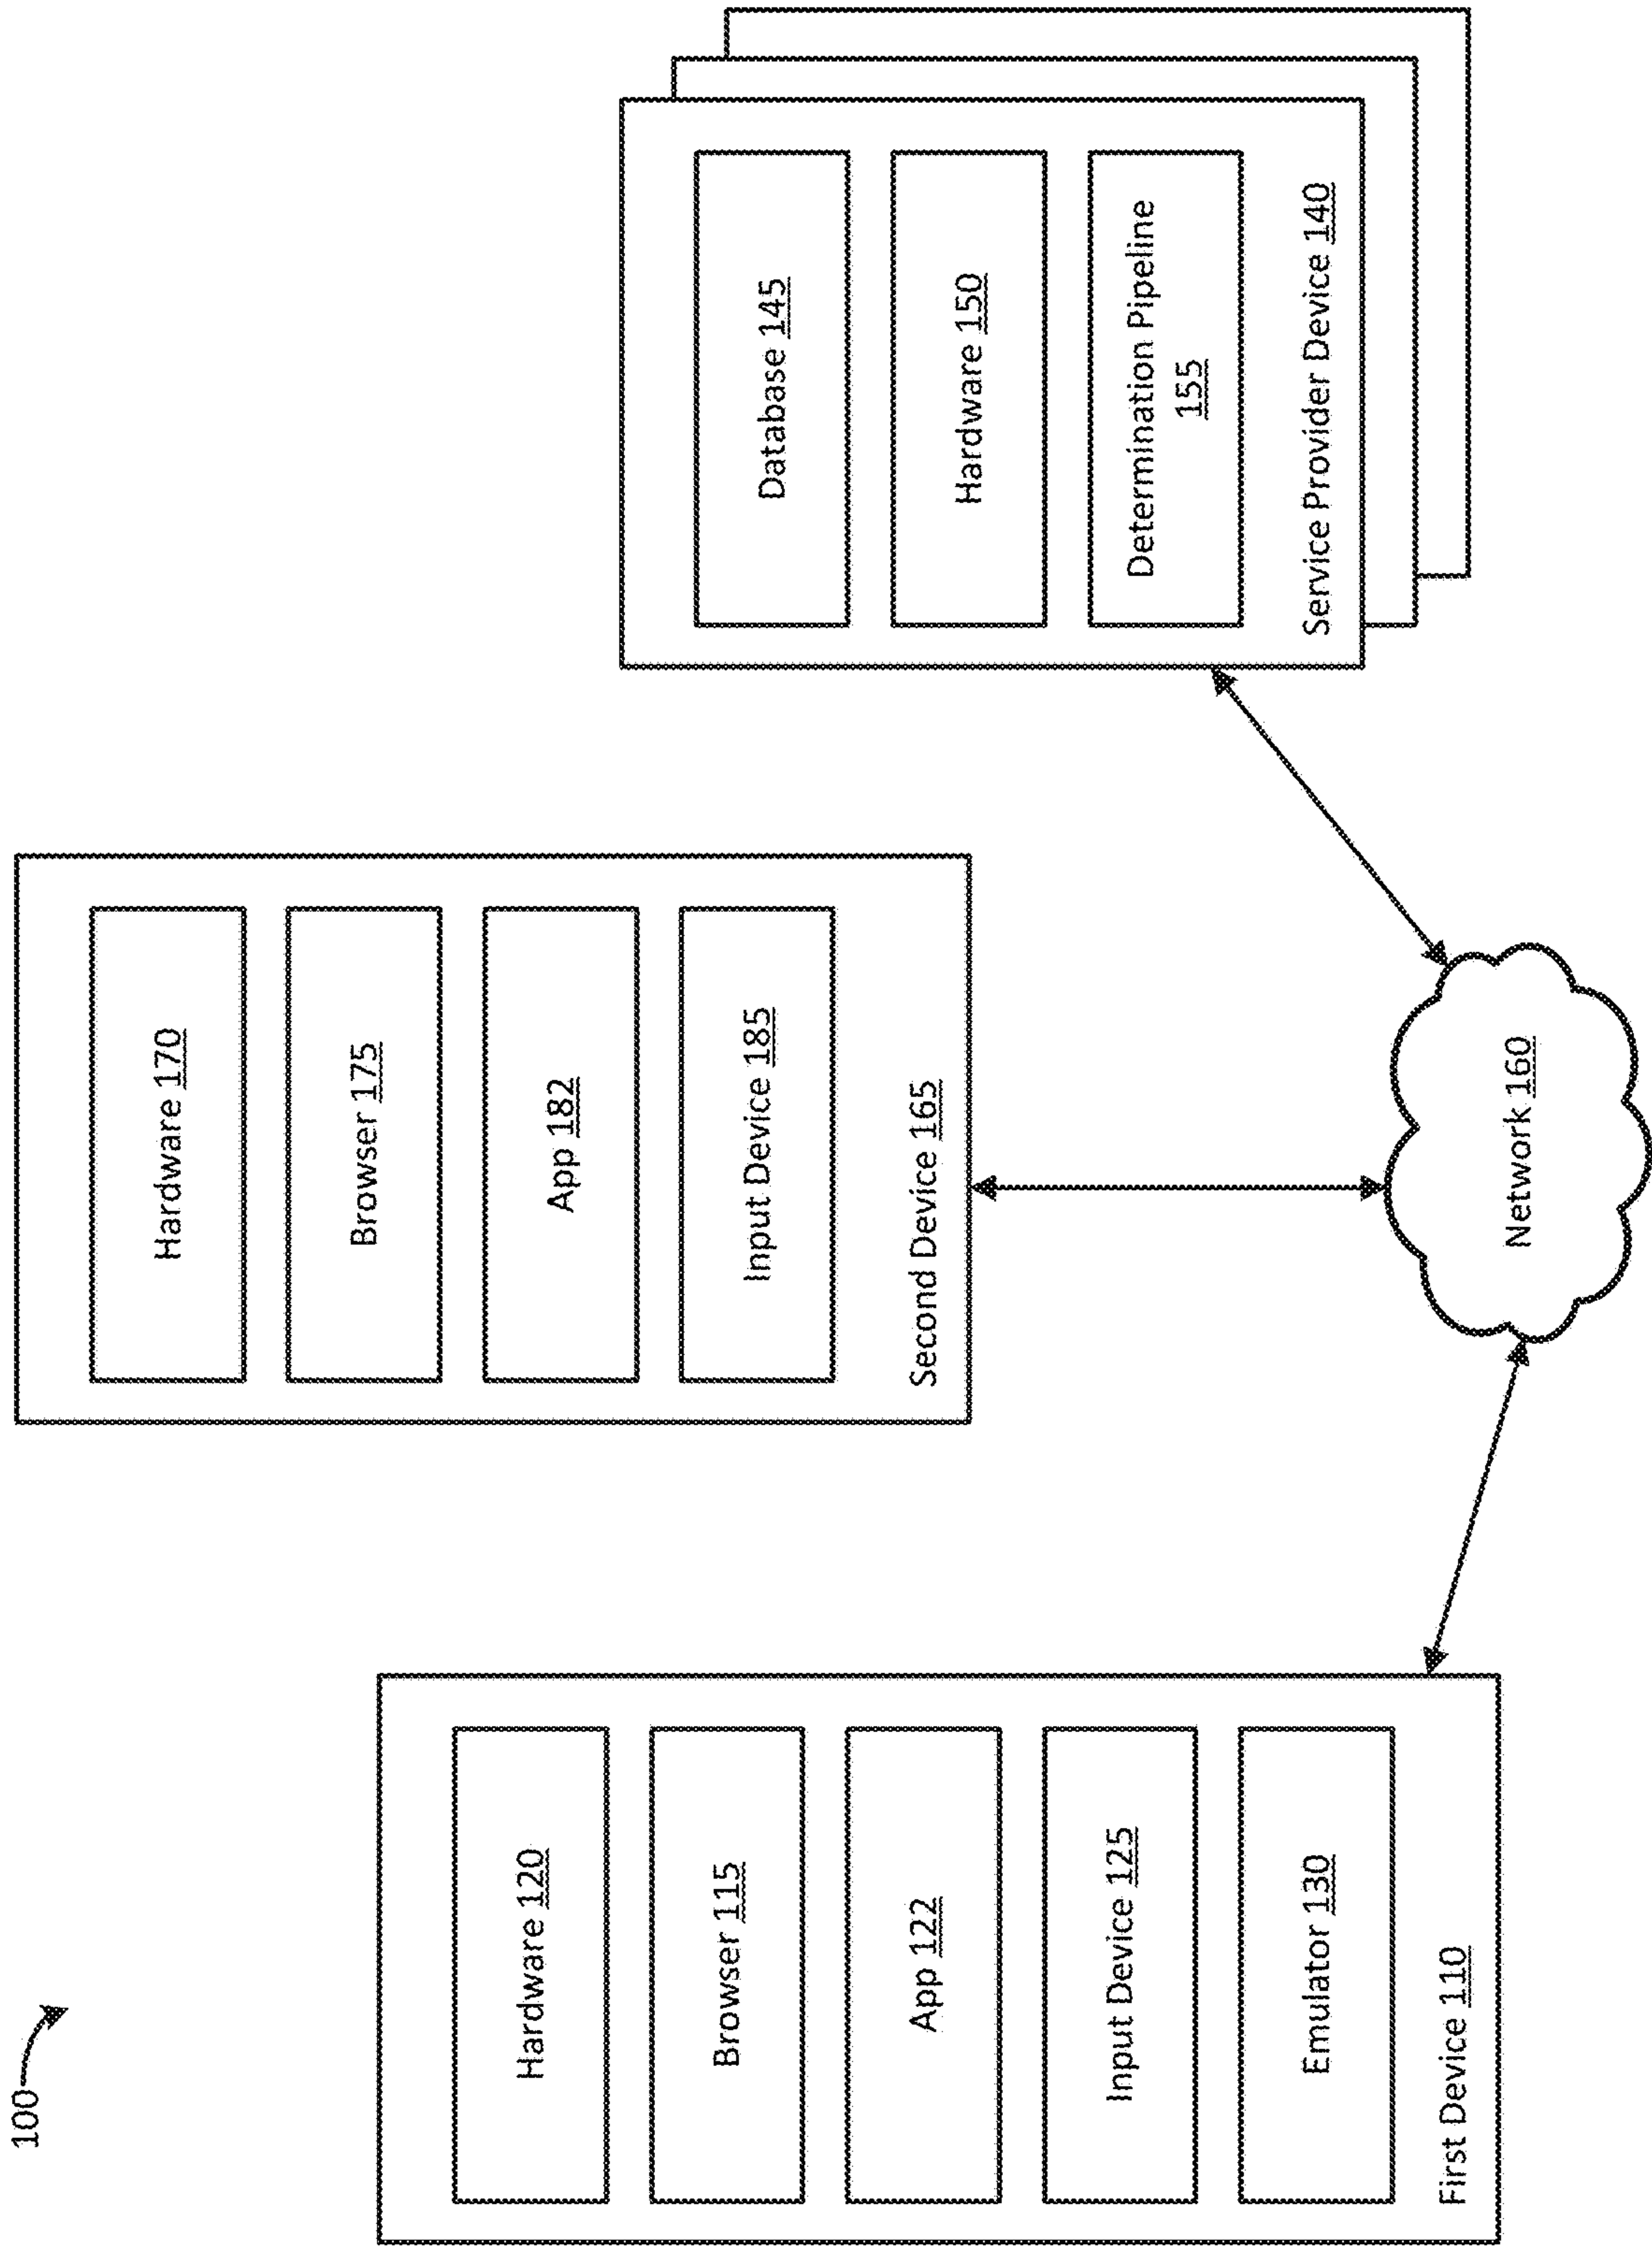 100
Hardware 120
Browser 115
App 122
Input Device 125
Emulator 130
First Device 110
Hardware 170
Browser 175
App 182
Input Device 185
Second Device 165
Network 160
Database 145
Hardware 150
Determination Pipeline
155
Service Provider Device 140